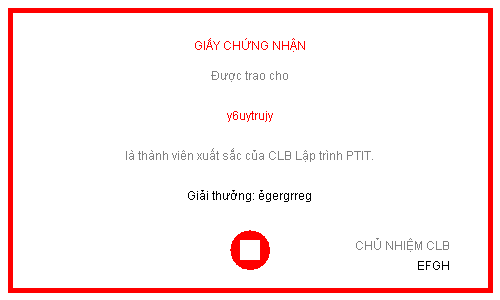 GIẤY CHỨNG NHẬN
Được trao cho
y6uytrujy
là thành viên xuất sắc của CLB Lập trình PTIT.
Giải thưởng: ẻgergrreg
CHỦ NHIỆM CLB
EFGH